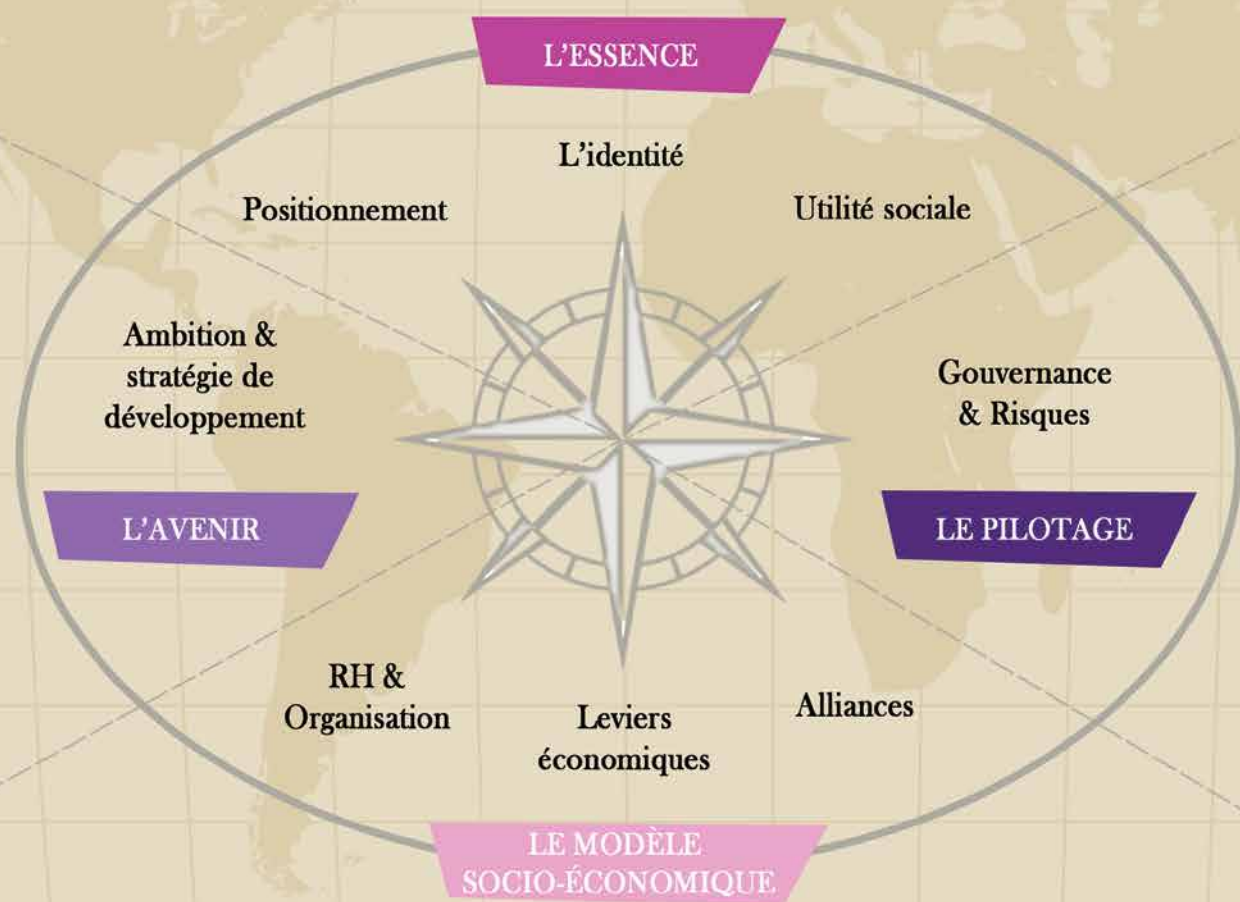 L'ESSENCE
L'identité
Positionnement
Utilité sociale
Ambition &
stratégie de
développement
Gouvernance
& Risques
L'AVENIR
LE PILOTAGE
RH &
Organisation
Leviers
économiques
Alliances
LE MODÈLE
SOCIO-ÉCONOMIQUE